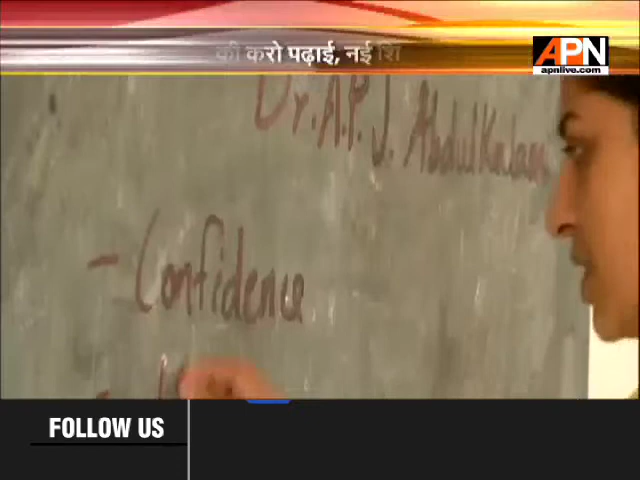 की करो पढ़ाई, नई शि
APN
apnlive.com
Dr. A.P. J. Abdul Kalam
- Confidence
FOLLOW US